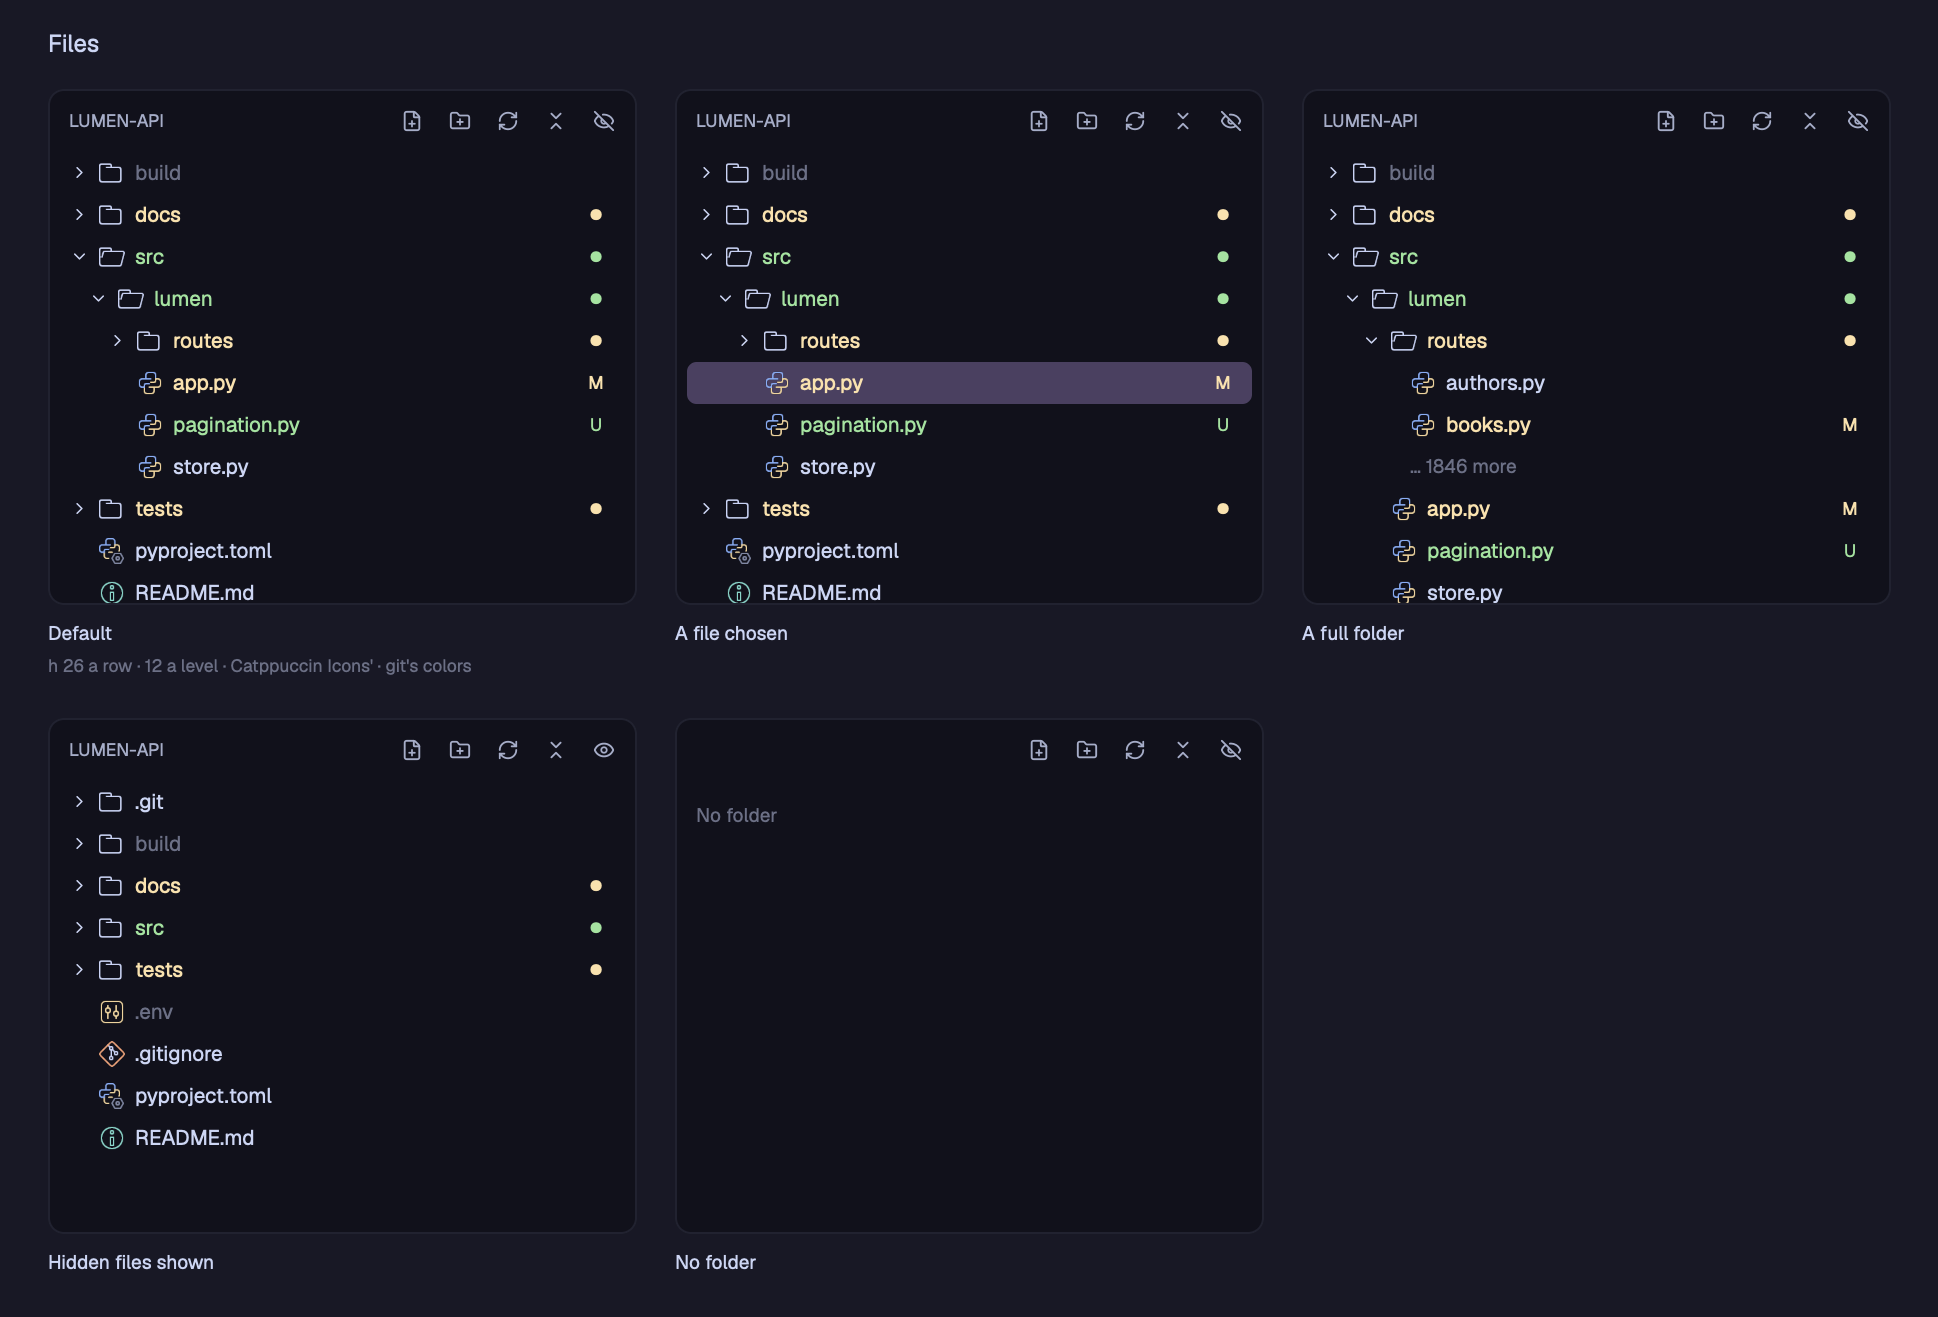 Files
LUMEN-API
build
docs
src
lumen
routes
app.py M
pagination.py U
store.py
tests
pyproject.toml
README.md
Default
h 26 a row · 12 a level · Catppuccin Icons' · git's colors
LUMEN-API
build
docs
src
lumen
routes
app.py M
pagination.py U
store.py
tests
pyproject.toml
README.md
A file chosen
LUMEN-API
build
docs
src
lumen
routes
authors.py
books.py M
... 1846 more
app.py M
pagination.py U
store.py
A full folder
LUMEN-API
.git
build
docs
src
tests
.env
.gitignore
pyproject.toml
README.md
Hidden files shown
No folder
No folder